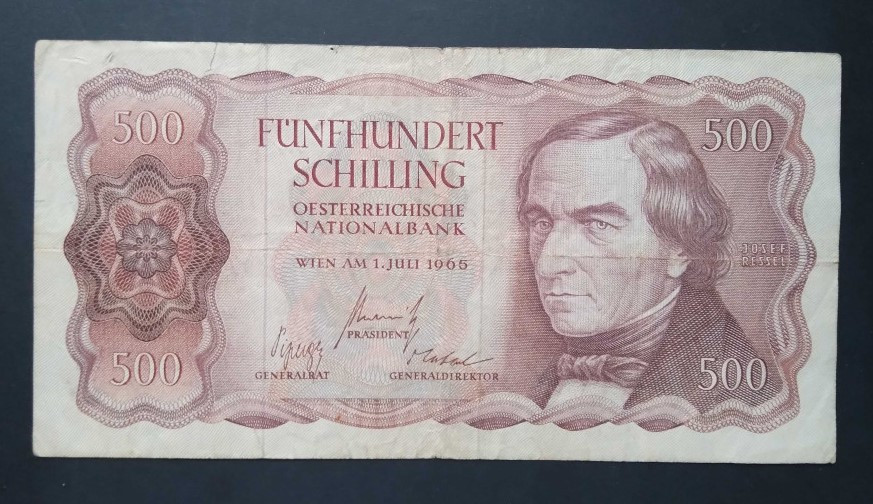 500
FÜNFHUNDERT
SCHILLING
OESTERREICHISCHE
NATIONALBANK
WIEN AM 1. JULI 1965
PRÄSIDENT
GENERALRAT
GENERALDIREKTOR
500
500
JOSEF
RESSEL
500